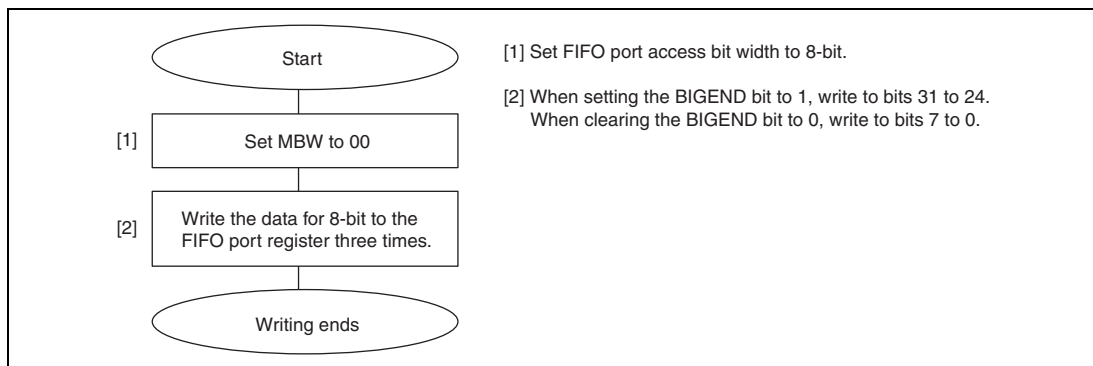 Start
[1] Set FIFO port access bit width to 8-bit.
[2] When setting the BIGEND bit to 1, write to bits 31 to 24.
When clearing the BIGEND bit to 0, write to bits 7 to 0.
[1]
Set MBW to 00
[2]
Write the data for 8-bit to the
FIFO port register three times.
Writing ends